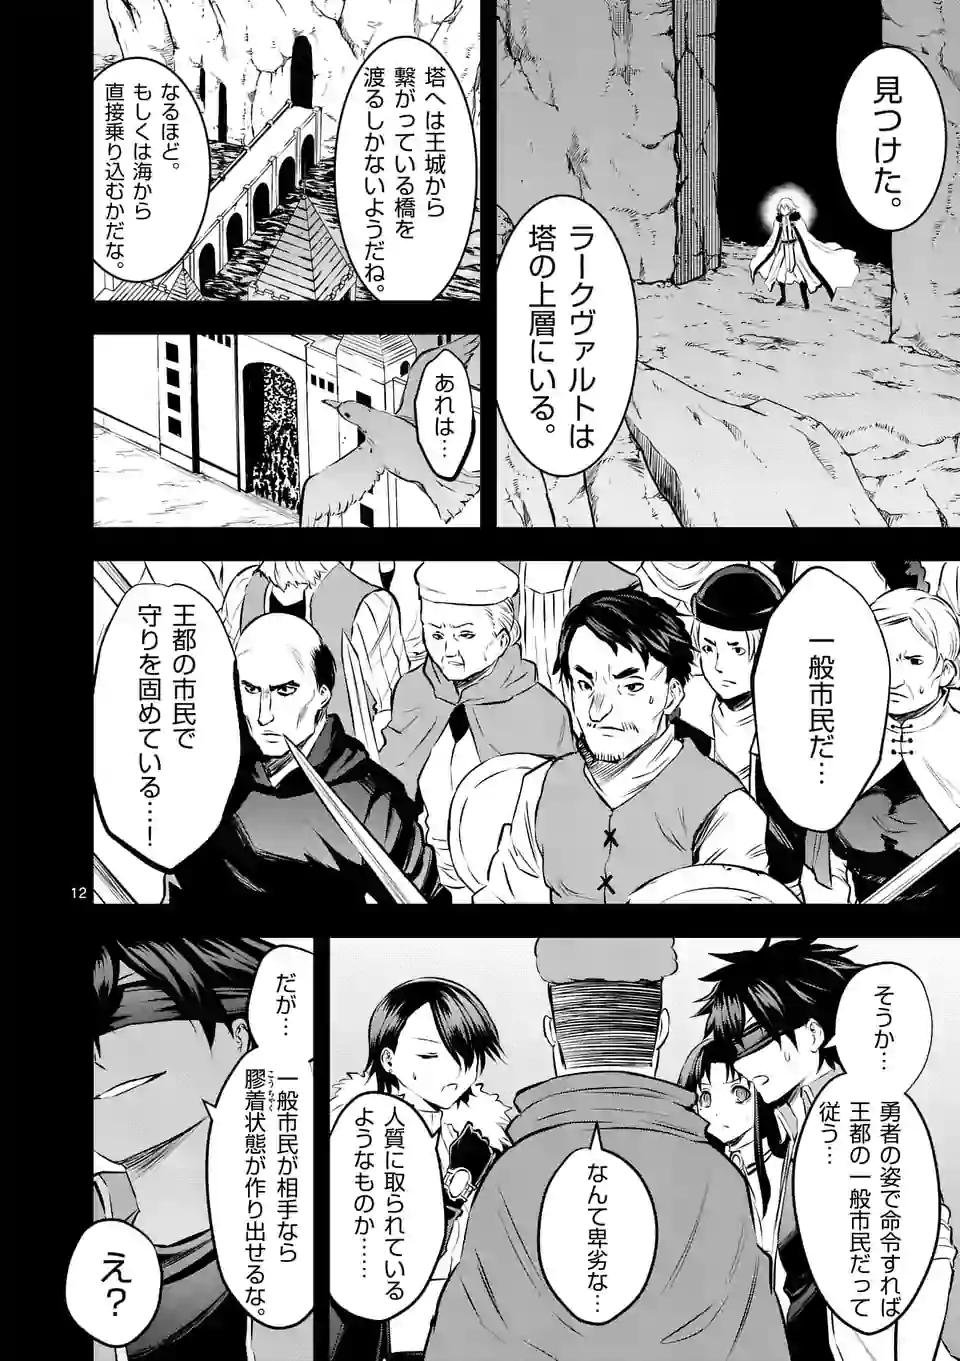 見つけた。
ラークヴァルトは
塔の上層にいる。
塔へは王城から
繋がっている橋を
渡るしかないようだね。
なるほど。
もしくは海から
直接乗り込むかだな。
あれは…
一般市民だ…
王都の市民で
守りを固めている…‥！
12
そうか…
勇者の姿で命令すれば
王都の一般市民だって
従う…
なんて卑劣な…
人質に取られている
ようなものか……
だが…
一般市民が相手なら
こうちゃく
膠着状態が作り出せるな。
え？